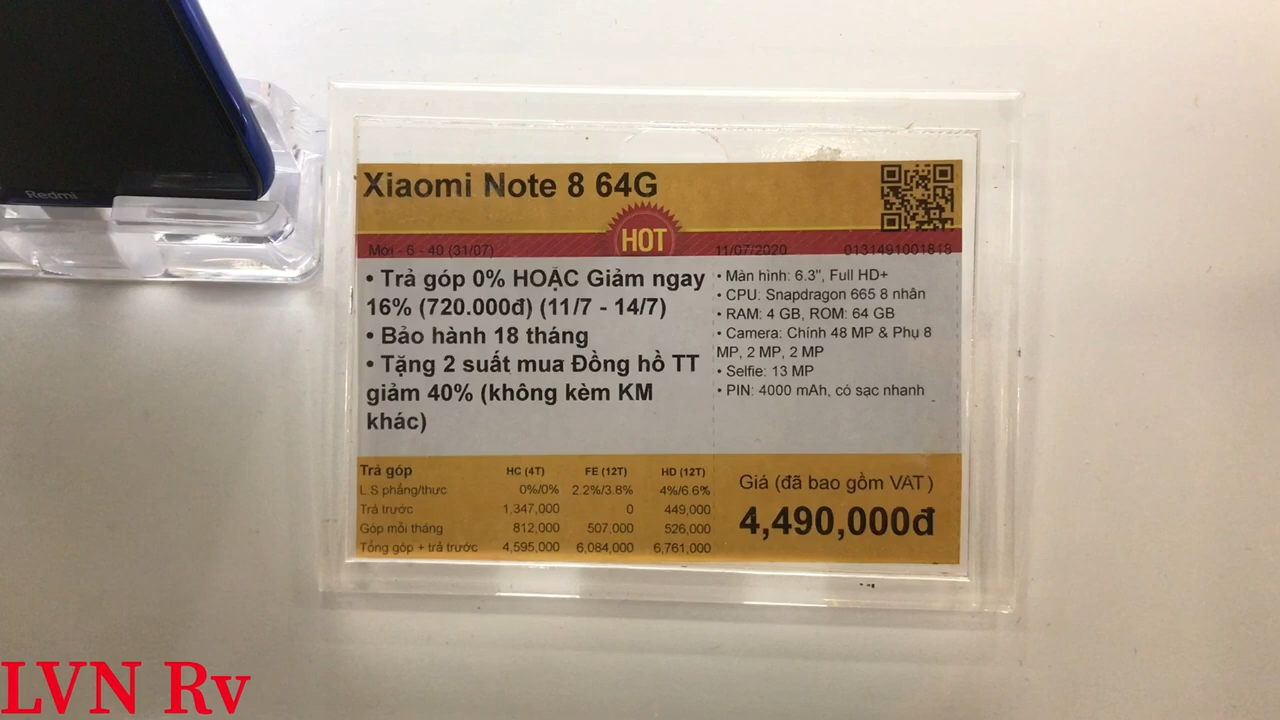 Redmi
Xiaomi Note 8 64G
HOT
Mới - 6 - 40 (31/07)
11/07/2020
0131491001818
• Trả góp 0% HOẶC Giảm ngay
16% (720.000đ) (11/7 - 14/7)
• Bảo hành 18 tháng
• Tặng 2 suất mua Đồng hồ TT
giảm 40% (không kèm KM
khác)
• Màn hình: 6.3", Full HD+
• CPU: Snapdragon 665 8 nhân
• RAM: 4 GB, ROM: 64 GB
• Camera: Chính 48 MP & Phụ 8
MP, 2 MP, 2 MP
• Selfie: 13 MP
• PIN: 4000 mAh, có sạc nhanh
Trả góp HC (4T) FE (12T) HD (12T)
L.S phẳng/thực 0%/0% 2.2%/3.8% 4%/6.6%
Trả trước 1,347,000 0 449,000
Góp mỗi tháng 812,000 507,000 526,000
Tổng góp + trả trước 4,595,000 6,084,000 6,761,000
Giá (đã bao gồm VAT)
4,490,000đ
LVN Rv